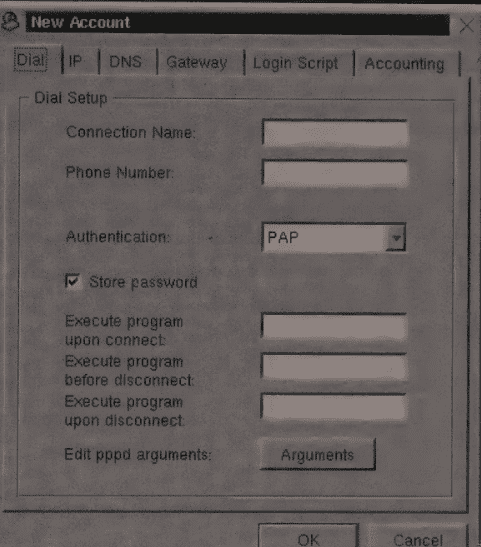 New Account
Dial IP DNS Gateway Login Script Accounting
Dial Setup
Connection Name:
Phone Number:
Authentication: PAP
Store password
Execute program
upon connect:
Execute program
before disconnect:
Execute program
upon disconnect:
Edit pppd arguments: Arguments
OK Cancel